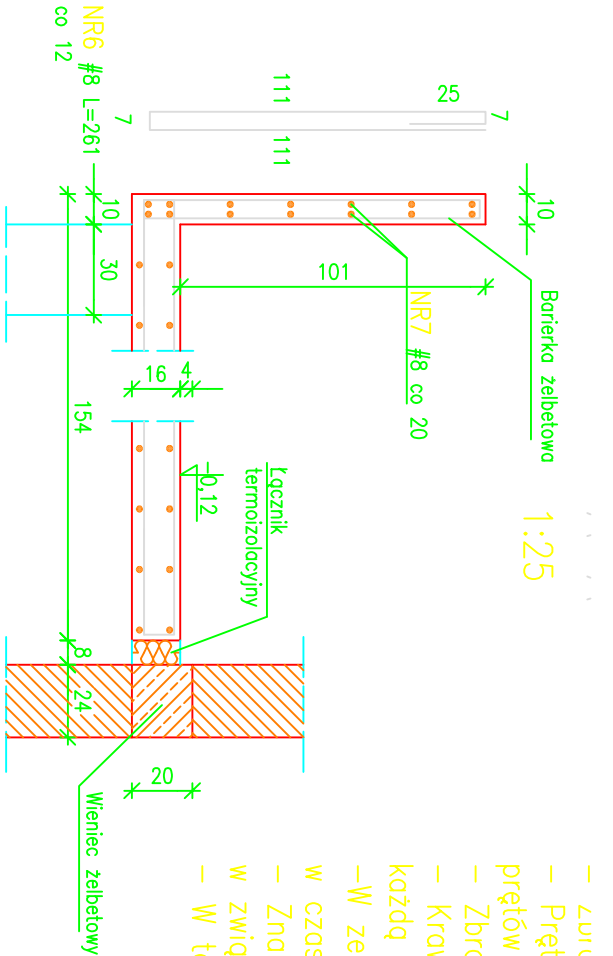 NR6 #8 L=261
co 12
7
111
111
25
7
10
30
10
101
Barierka żelbetowa
NR7 #8 co 20
16
4
154
-0,12
Łącznik
termoizolacyjny
1:25
8
24
20
Wieniec żelbetowy
- Pręt
prętów
- Zbro
- Kraw
każdą
-W ze
w czas
- Zna
w zwią
- W t